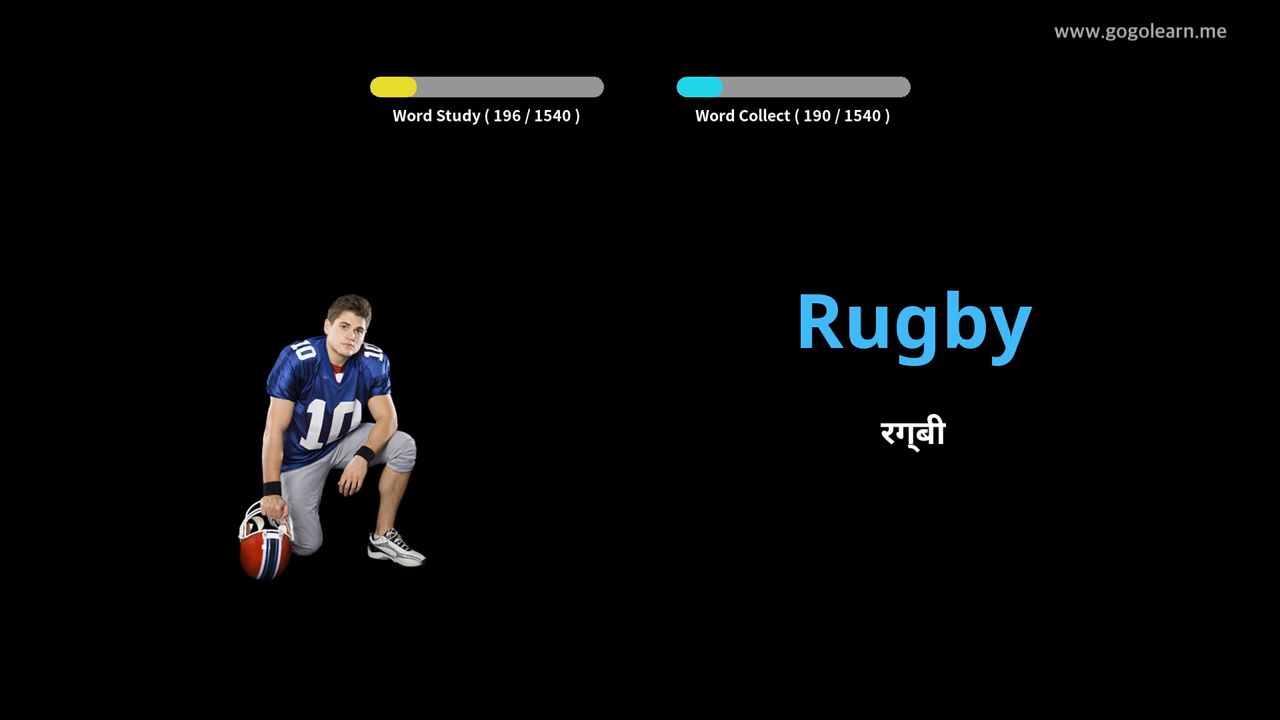 www.gogolearn.me
Word Study ( 196 / 1540 )
Word Collect ( 190 / 1540 )
10
10
10
Rugby
रग्‌बी